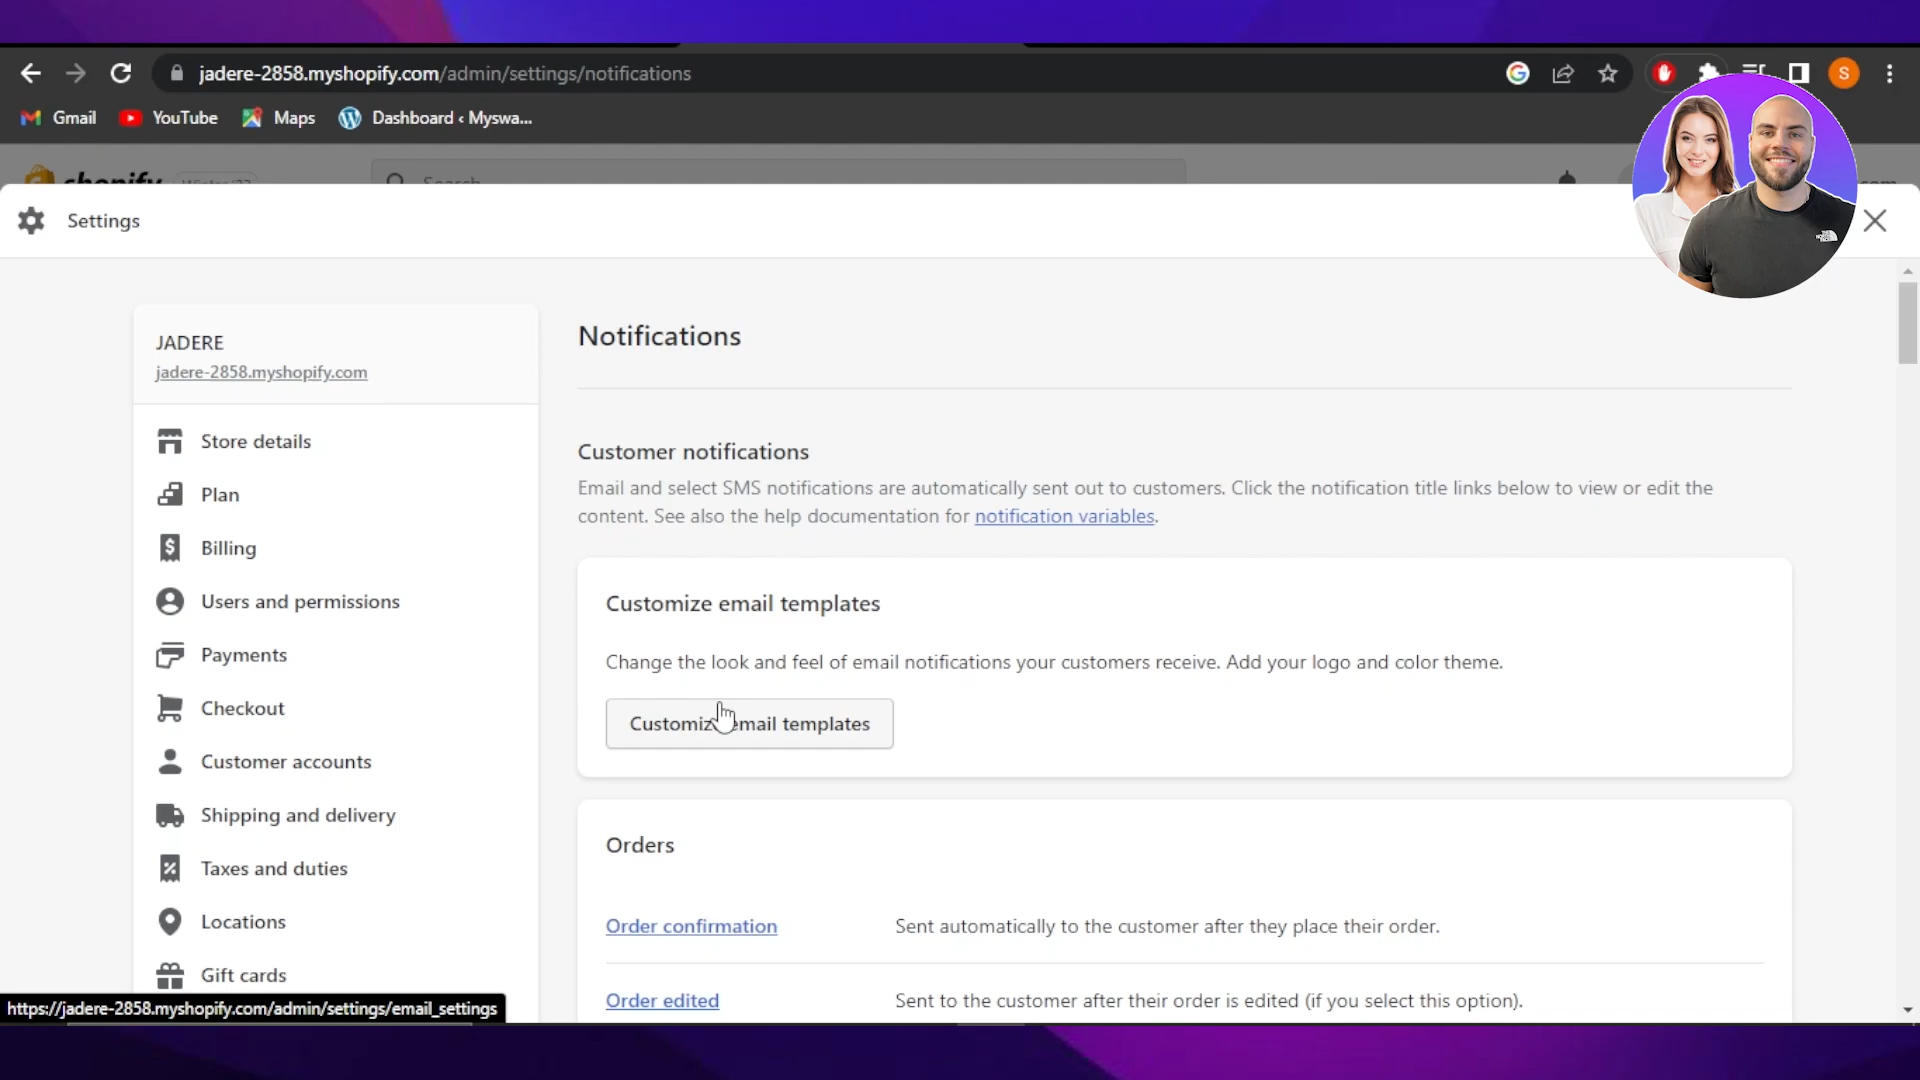 jadere-2858.myshopify.com/admin/settings/notifications
S
Gmail
YouTube
Maps
Dashboard ‹ Myswa...
shopify
Search
Settings
JADERE
jadere-2858.myshopify.com
Store details
Plan
Billing
Users and permissions
Payments
Checkout
Customer accounts
Shipping and delivery
Taxes and duties
Locations
Gift cards
Notifications
Customer notifications
Email and select SMS notifications are automatically sent out to customers. Click the notification title links below to view or edit the
content. See also the help documentation for notification variables.
Customize email templates
Change the look and feel of email notifications your customers receive. Add your logo and color theme.
Customize email templates
Orders
Order confirmation
Sent automatically to the customer after they place their order.
Order edited
Sent to the customer after their order is edited (if you select this option).
https://jadere-2858.myshopify.com/admin/settings/email_settings